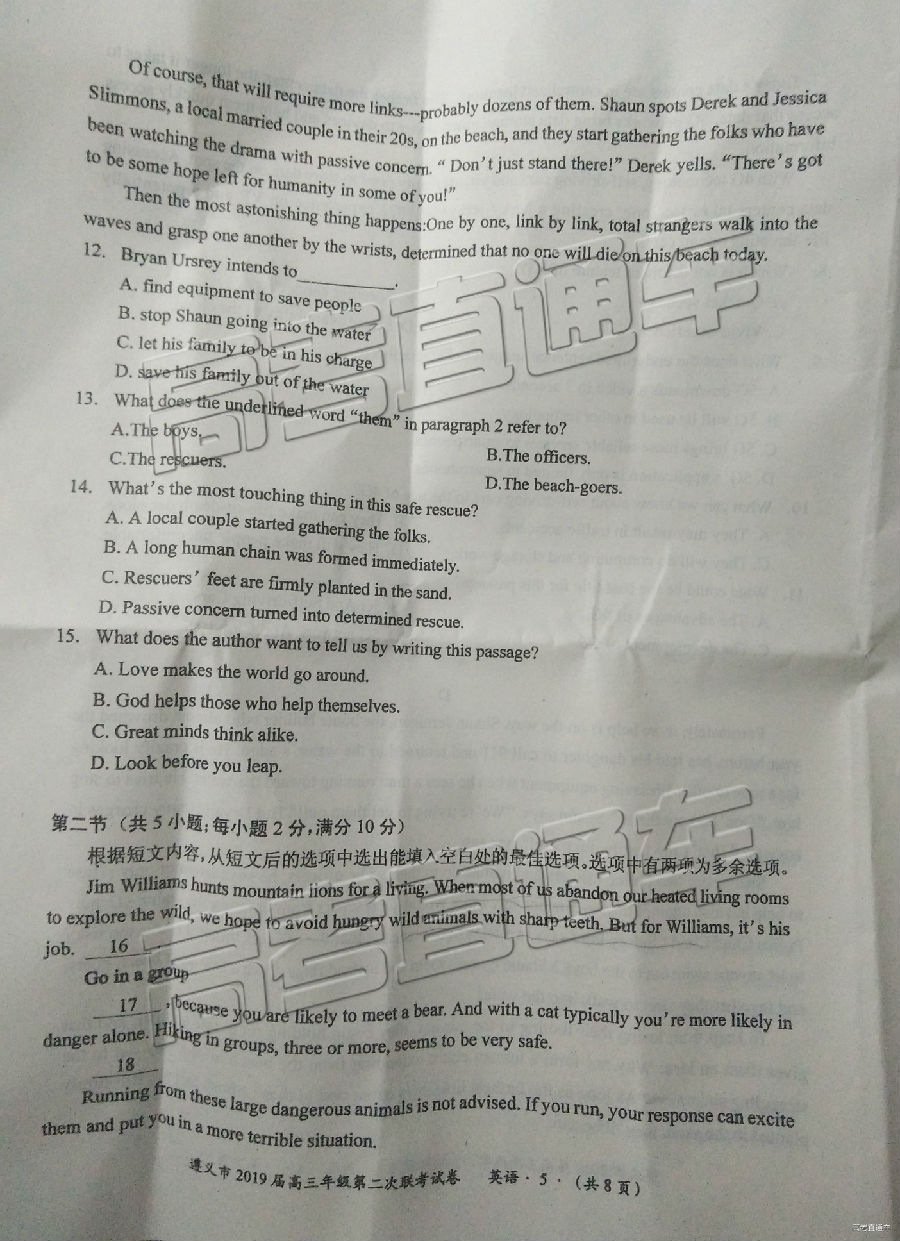 Of course, that will require more links---probably dozens of them. Shaun spots Derek and Jessica
Slimmons, a local married couple in their 20s, on the beach, and they start gathering the folks who have
been watching the drama with passive concern. “ Don’t just stand there!” Derek yells. “There’s got
to be some hope left for humanity in some of you!”
Then the most astonishing thing happens:One by one, link by link, total strangers walk into the
waves and grasp one another by the wrists, determined that no one will die on this beach today.
12. Bryan Ursrey intends to____________.
A. find equipment to save people
B. stop Shaun going into the water
C. let his family to be in his charge
D. save his family out of the water
13. What does the underlined word “them” in paragraph 2 refer to?
A.The boys.
B.The officers.
C.The rescuers.
D.The beach-goers.
14. What’s the most touching thing in this safe rescue?
A. A local couple started gathering the folks.
B. A long human chain was formed immediately.
C. Rescuers’ feet are firmly planted in the sand.
D. Passive concern turned into determined rescue.
15. What does the author want to tell us by writing this passage?
A. Love makes the world go around.
B. God helps those who help themselves.
C. Great minds think alike.
D. Look before you leap.
第二节（共5小题;每小题2分,满分10分）
根据短文内容,从短文后的选项中选出能填入空白处的最佳选项。选项中有两项为多余选项。
Jim Williams hunts mountain lions for a living. When most of us abandon our heated living rooms
to explore the wild, we hope to avoid hungry wild animals with sharp teeth. But for Williams, it’s his
job. 16
Go in a group
17 , because you are likely to meet a bear. And with a cat typically you’re more likely in
danger alone. Hiking in groups, three or more, seems to be very safe.
18
Running from these large dangerous animals is not advised. If you run, your response can excite
them and put you in a more terrible situation.
遵义市2019届高三年级第二次联考试卷 英语·5·（共8页）
高考直通车
高考直通车
高考直通车